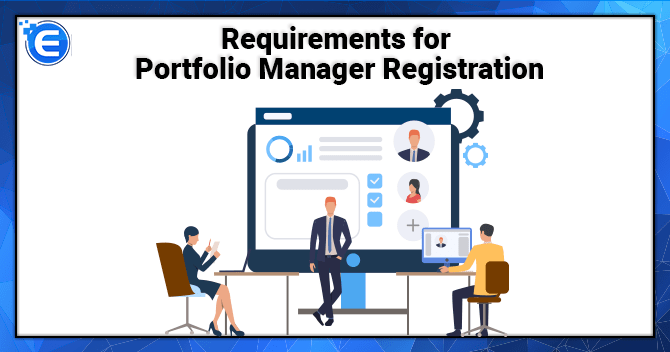 E
Requirements for
Portfolio Manager Registration